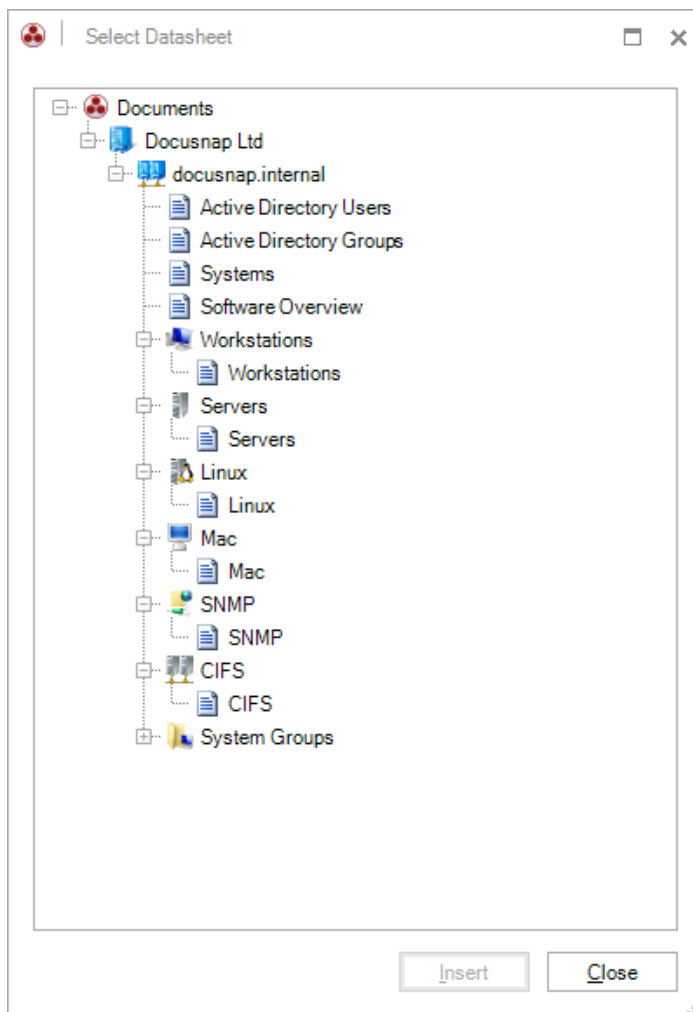 Select Datasheet
Documents
Docusnap Ltd
docusnap.internal
Active Directory Users
Active Directory Groups
Systems
Software Overview
Workstations
Workstations
Servers
Servers
Linux
Linux
Mac
Mac
SNMP
SNMP
CIFS
CIFS
System Groups
Insert Close